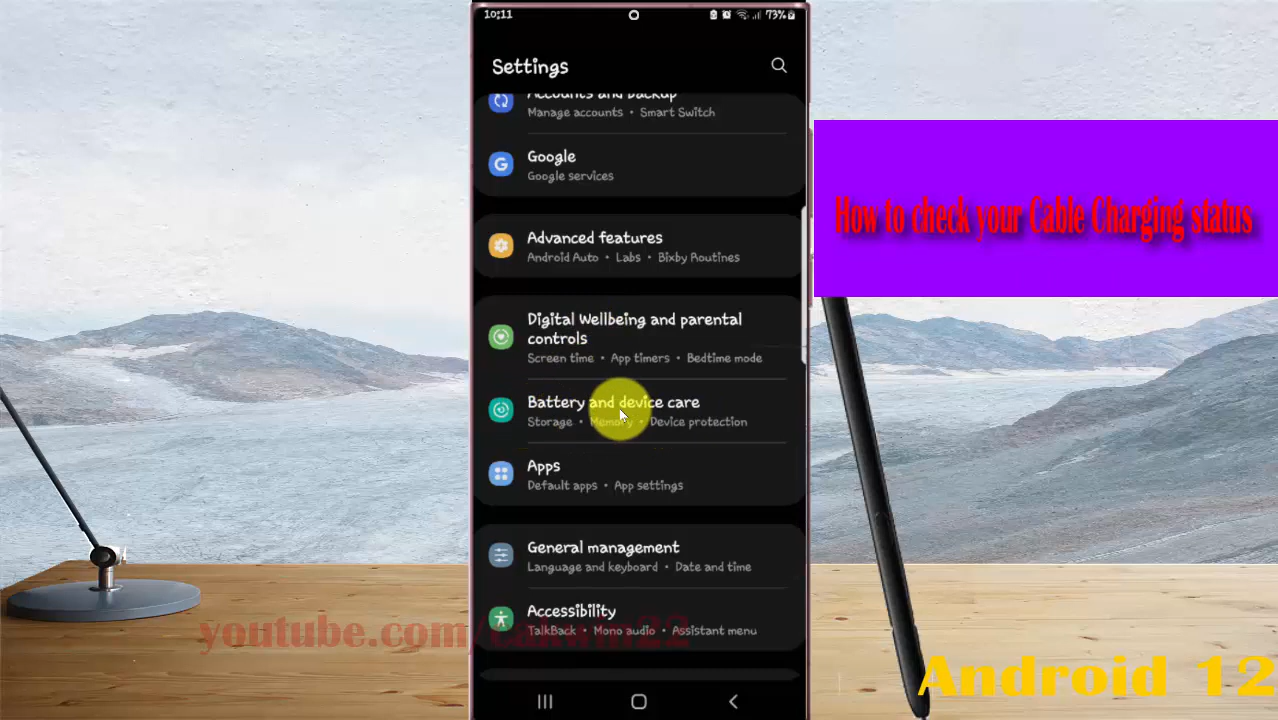 10:11
73%
Settings
Accounts and backup
Manage accounts • Smart Switch
Google
Google services
Advanced features
Android Auto • Labs • Bixby Routines
Digital Wellbeing and parental
controls
Screen time • App timers • Bedtime mode
Battery and device care
Storage • Memory • Device protection
Apps
Default apps • App settings
General management
Language and keyboard • Date and time
Accessibility
TalkBack • Mono audio • Assistant menu
How to check your Cable Charging status
youtube.com/cakwin22
Android 12